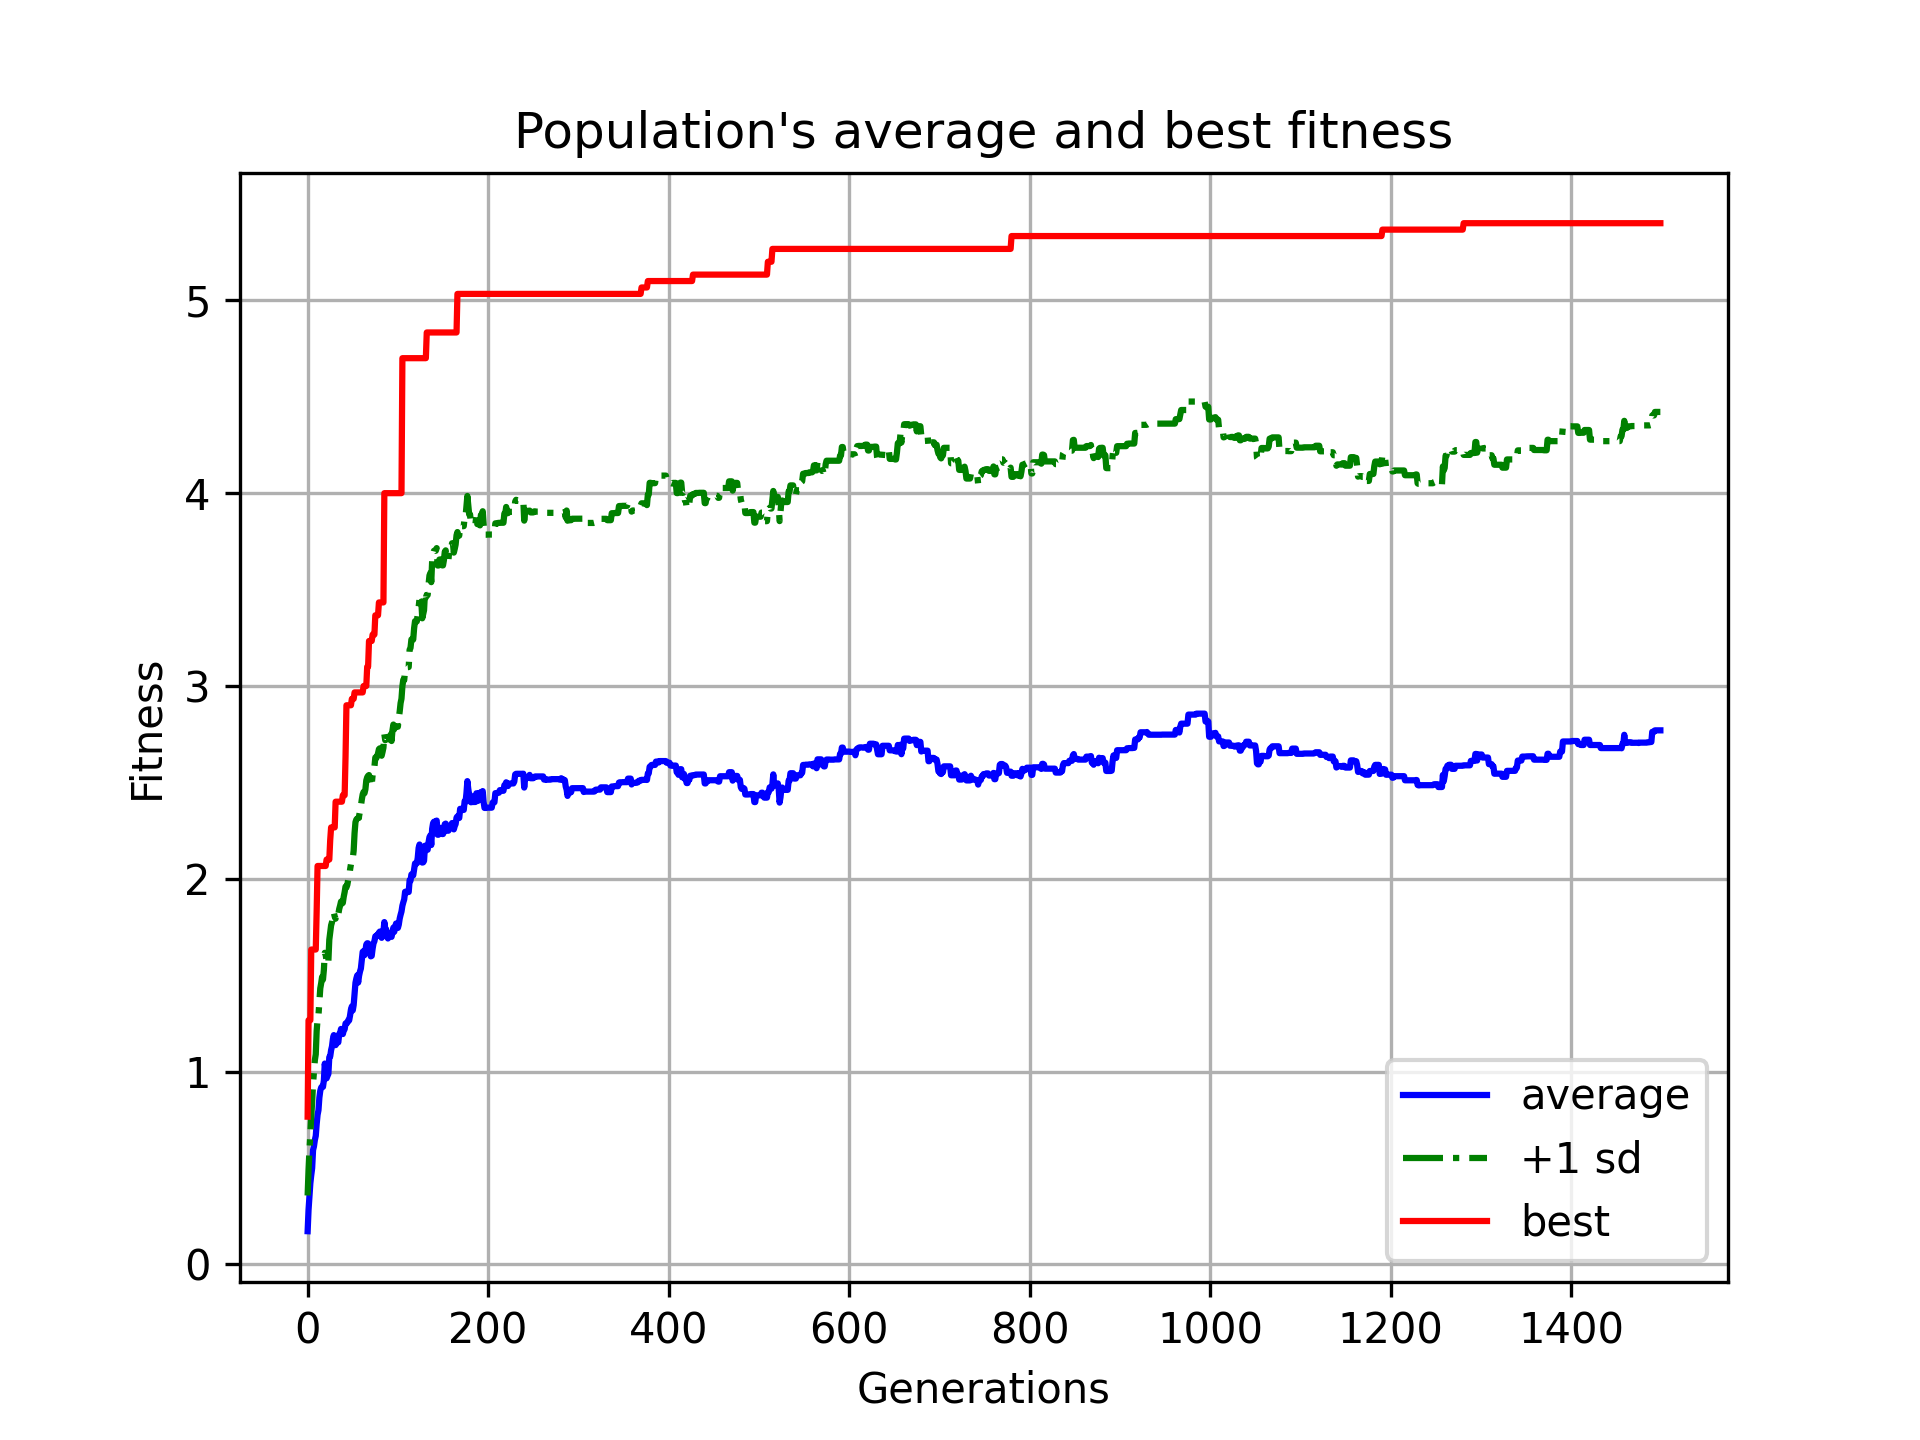 Population's average and best fitness
Fitness
5
4
3
2
1
0
0 200 400 600 800 1000 1200 1400
Generations
average
+1 sd
best